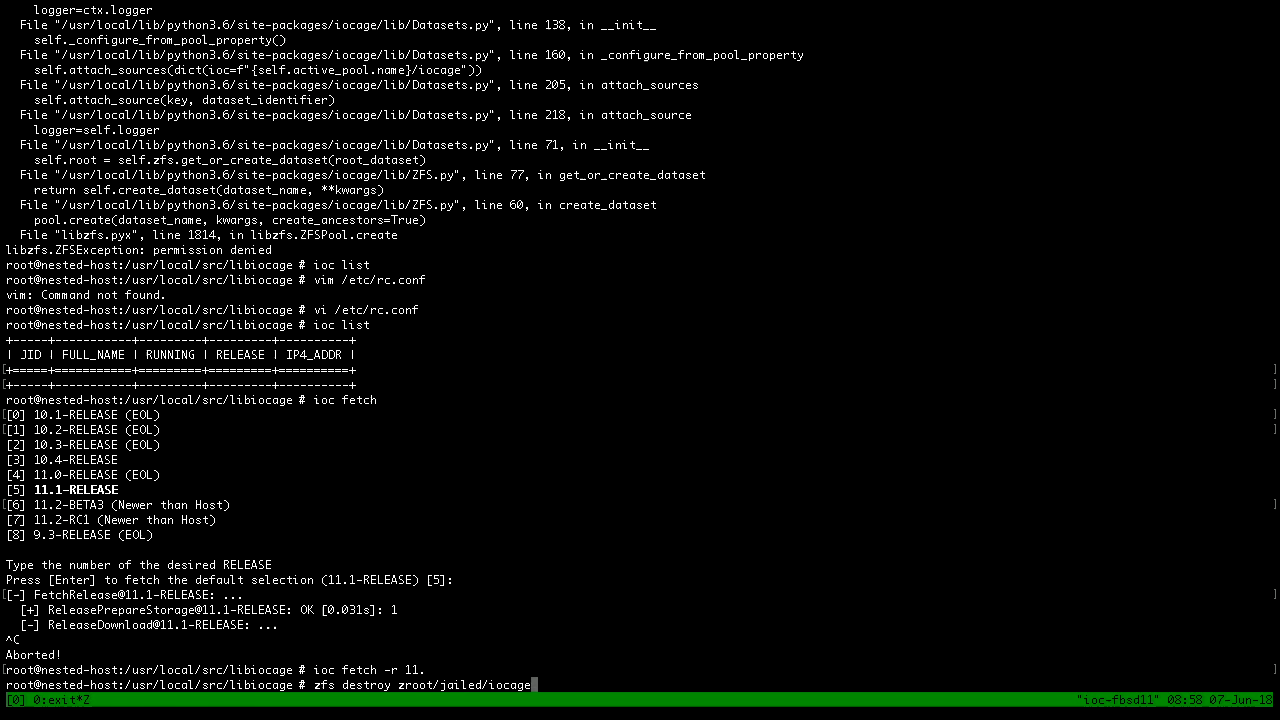 logger=ctx.logger
  File "/usr/local/lib/python3.6/site-packages/iocage/lib/Datasets.py", line 138, in __init__
    self._configure_from_pool_property()
  File "/usr/local/lib/python3.6/site-packages/iocage/lib/Datasets.py", line 160, in _configure_from_pool_property
    self.attach_sources(dict(ioc=f"{self.active_pool.name}/iocage"))
  File "/usr/local/lib/python3.6/site-packages/iocage/lib/Datasets.py", line 205, in attach_sources
    self.attach_source(key, dataset_identifier)
  File "/usr/local/lib/python3.6/site-packages/iocage/lib/Datasets.py", line 218, in attach_source
    logger=self.logger
  File "/usr/local/lib/python3.6/site-packages/iocage/lib/Datasets.py", line 71, in __init__
    self.root = self.zfs.get_or_create_dataset(root_dataset)
  File "/usr/local/lib/python3.6/site-packages/iocage/lib/ZFS.py", line 77, in get_or_create_dataset
    return self.create_dataset(dataset_name, **kwargs)
  File "/usr/local/lib/python3.6/site-packages/iocage/lib/ZFS.py", line 60, in create_dataset
    pool.create(dataset_name, kwargs, create_ancestors=True)
  File "libzfs.pyx", line 1814, in libzfs.ZFSPool.create
libzfs.ZFSException: permission denied
root@nested-host:/usr/local/src/libiocage # ioc list
root@nested-host:/usr/local/src/libiocage # vim /etc/rc.conf
vim: Command not found.
root@nested-host:/usr/local/src/libiocage # vi /etc/rc.conf
root@nested-host:/usr/local/src/libiocage # ioc list
+-----+-----------+---------+---------+----------+
| JID | FULL_NAME | RUNNING | RELEASE | IP4_ADDR |
+=====+===========+=========+=========+==========+
+-----+-----------+---------+---------+----------+
root@nested-host:/usr/local/src/libiocage # ioc fetch
[0] 10.1-RELEASE (EOL)
[1] 10.2-RELEASE (EOL)
[2] 10.3-RELEASE (EOL)
[3] 10.4-RELEASE
[4] 11.0-RELEASE (EOL)
[5] 11.1-RELEASE
[6] 11.2-BETA3 (Newer than Host)
[7] 11.2-RC1 (Newer than Host)
[8] 9.3-RELEASE (EOL)

Type the number of the desired RELEASE
Press [Enter] to fetch the default selection (11.1-RELEASE) [5]:
[-] FetchRelease@11.1-RELEASE: ...
  [+] ReleasePrepareStorage@11.1-RELEASE: OK [0.031s]: 1
  [-] ReleaseDownload@11.1-RELEASE: ...
^C
Aborted!
root@nested-host:/usr/local/src/libiocage # ioc fetch -r 11.
root@nested-host:/usr/local/src/libiocage # zfs destroy zroot/jailed/iocage
[0] 0:exit*Z "ioc-fbsd11" 08:58 07-Jun-18